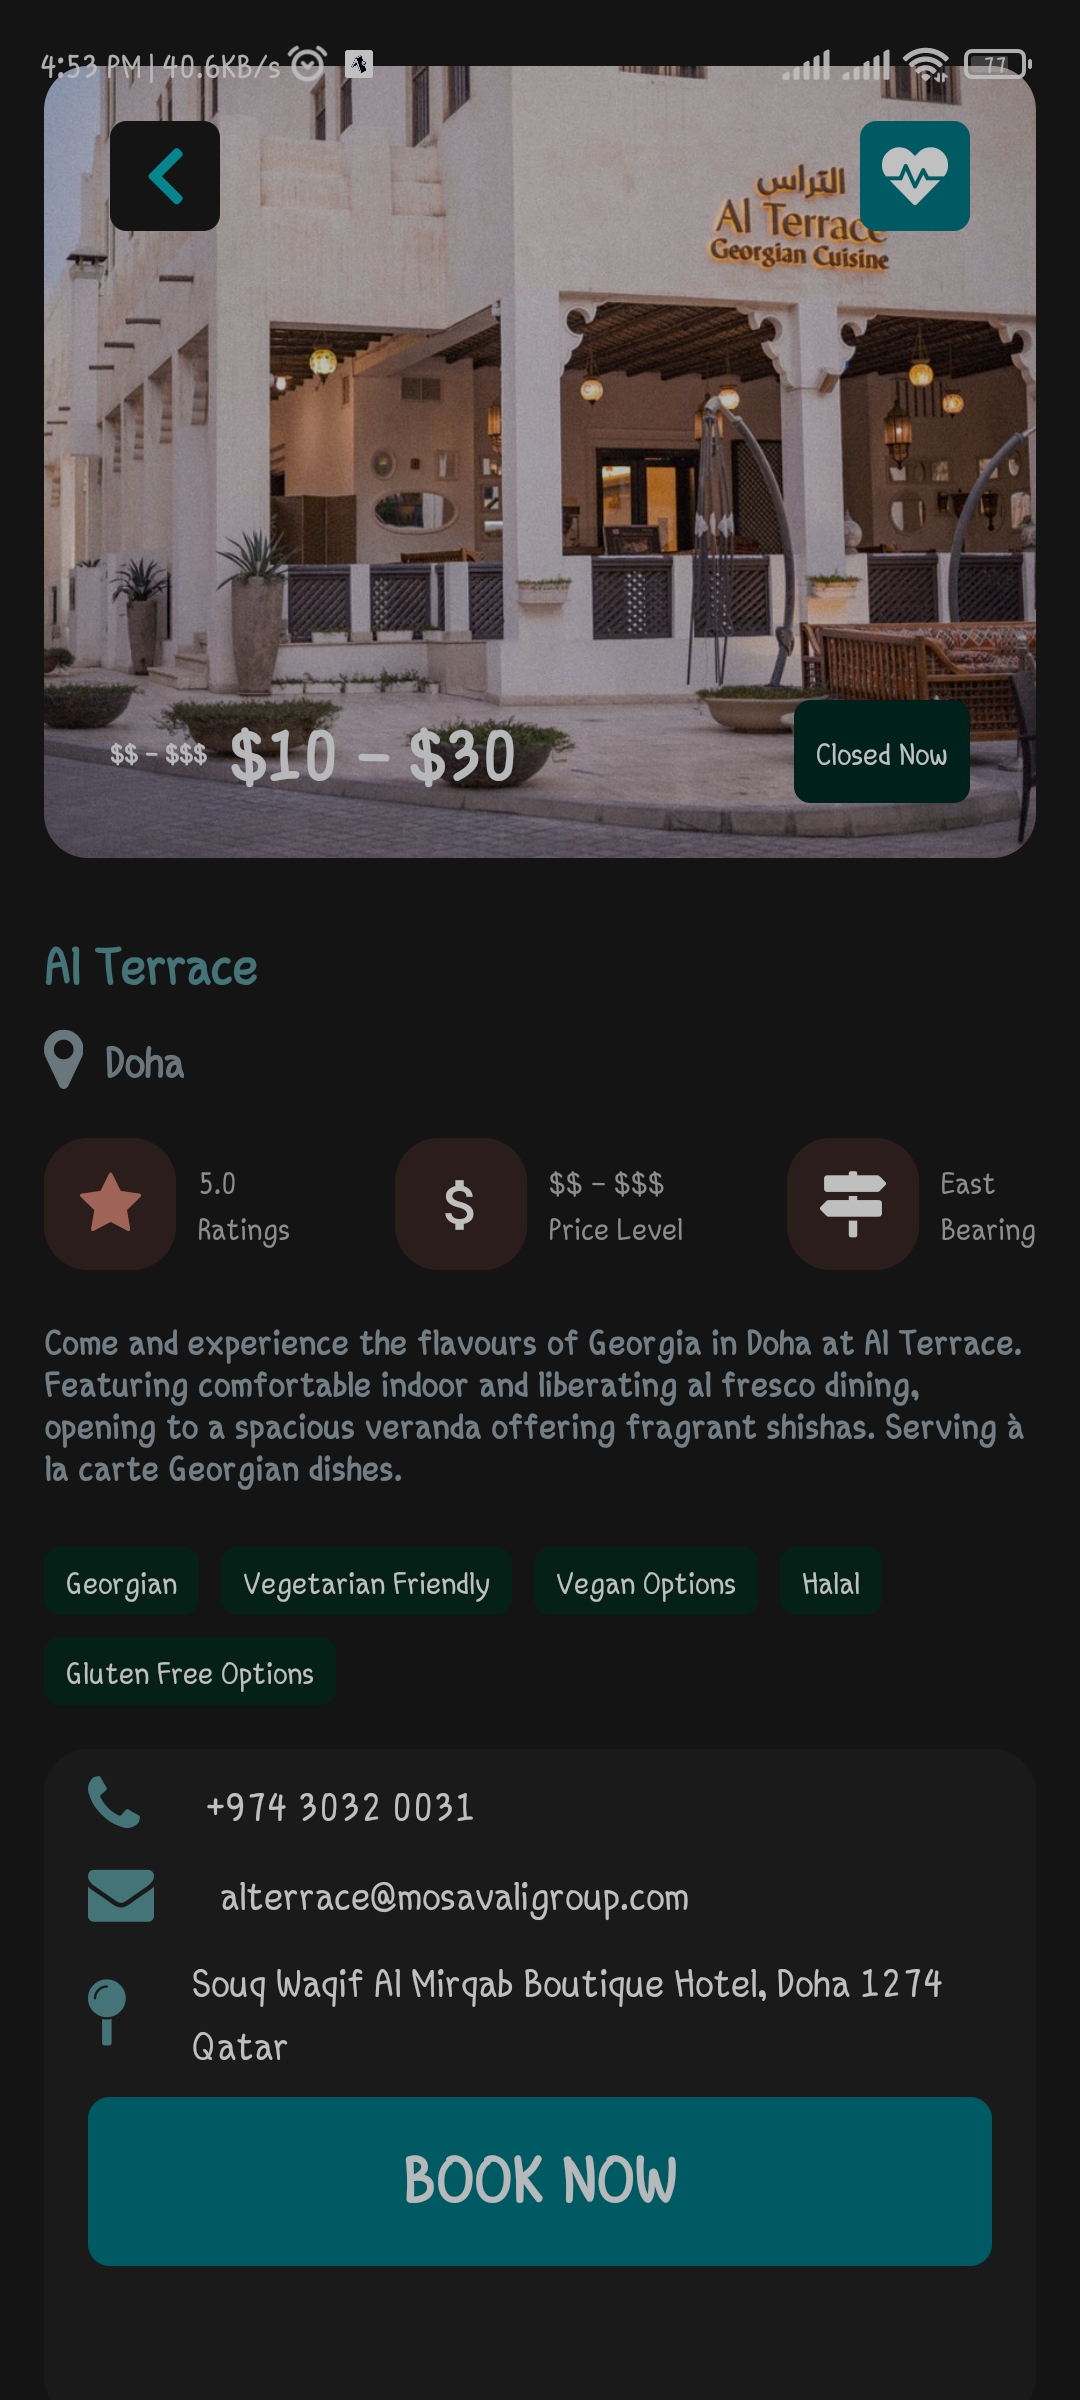 4:53 PM | 40.6KB/s
77
التراس
Al Terrace
Georgian Cuisine
$$ - $$$ $10 - $30
Closed Now
Al Terrace
Doha
5.0
Ratings
$$ - $$$
Price Level
East
Bearing
Come and experience the flavours of Georgia in Doha at Al Terrace.
Featuring comfortable indoor and liberating al fresco dining,
opening to a spacious veranda offering fragrant shishas. Serving à
la carte Georgian dishes.
Georgian
Vegetarian Friendly
Vegan Options
Halal
Gluten Free Options
+974 3032 0031
alterrace@mosavaligroup.com
Souq Waqif Al Mirqab Boutique Hotel, Doha 1274
Qatar
BOOK NOW